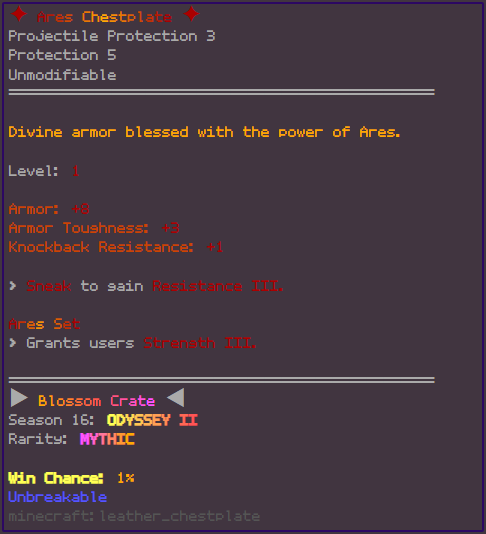 ✦ Ares Chestplate ✦
Projectile Protection 3
Protection 5
Unmodifiable
Divine armor blessed with the power of Ares.
Level: 1
Armor: +8
Armor Toughness: +3
Knockback Resistance: +1
> Sneak to gain Resistance III.
Ares Set
> Grants users Strength III.
▶ Blossom Crate ◀
Season 16: ODYSSEY II
Rarity: MYTHIC
Win Chance: 1%
Unbreakable
minecraft:leather_chestplate